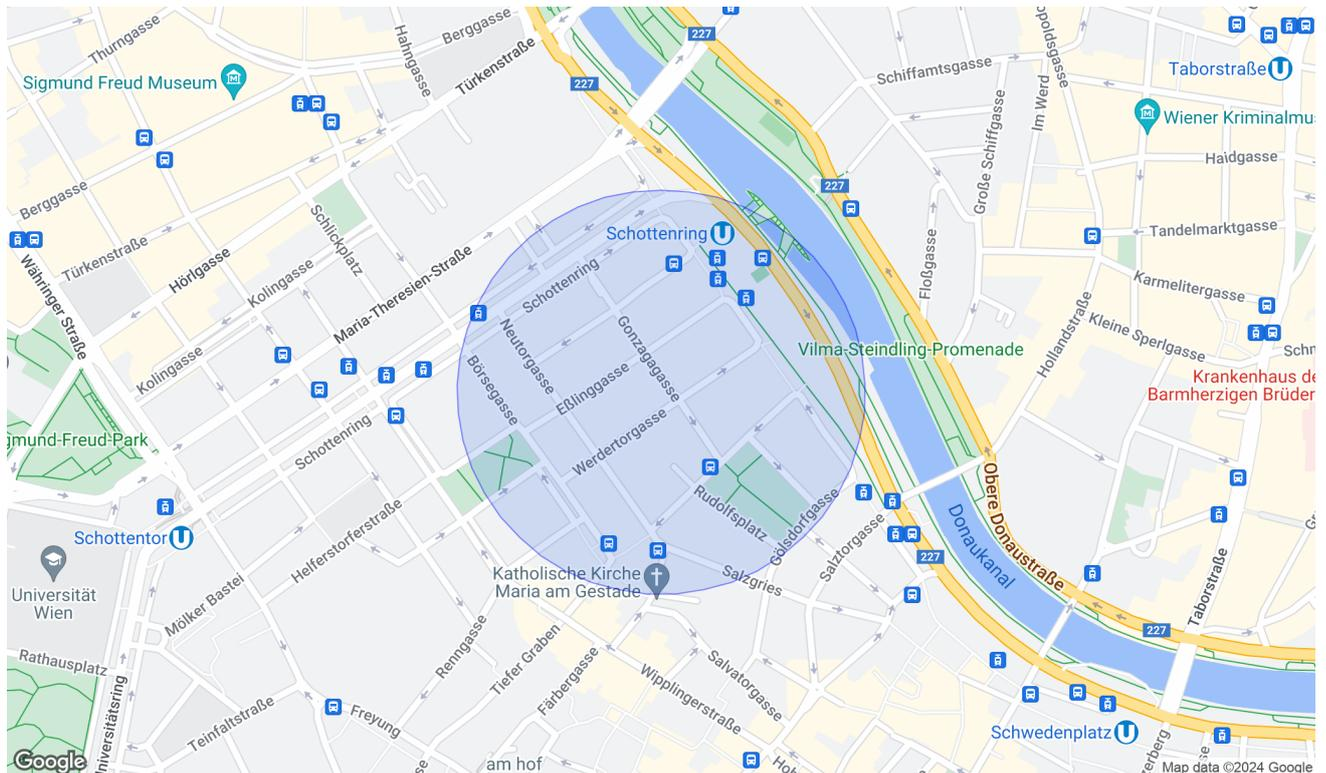 Thurngasse
Berggasse
Hahngasse
Türkenstraße
227
227
Schiffamtsgasse
Im Werd
Taborstraße
Sigmund Freud Museum
Wiener Kriminalmu
Große Schiffgasse
Haidgasse
Berggasse
227
Schlickplatz
Türkenstraße
Hörlgasse
Kolingasse
Maria-Theresien-Straße
Schottenring
Schottenring
Floßgasse
Tandelmarktgasse
Karmelitergasse
Währinger Straße
Hollandstraße
Kleine Sperlgasse
Neutorgasse
Gonzagagasse
Vilma-Steindling-Promenade
Kolingasse
Börsegasse
Eßlinggasse
Krankenhaus de
Barmherzigen Brüder
gmund-Freud-Park
Schottenring
Werdertorgasse
Rudolfsplatz
Gölsdorfgasse
Obere Donaustraße
Donaukanal
Schottentor
Helferstorferstraße
Salztorgasse
227
Universität
Wien
Katholische Kirche
Maria am Gestade
Salzgries
Taborstraße
Mölker Bastei
Renngasse
Tiefer Graben
227
Rathausplatz
Färbergasse
Salvatorgasse
Wipplingerstraße
Universitätsring
Teinfaltstraße
Freyung
Schwedenplatz
am hof
Google
Map data ©2024 Google